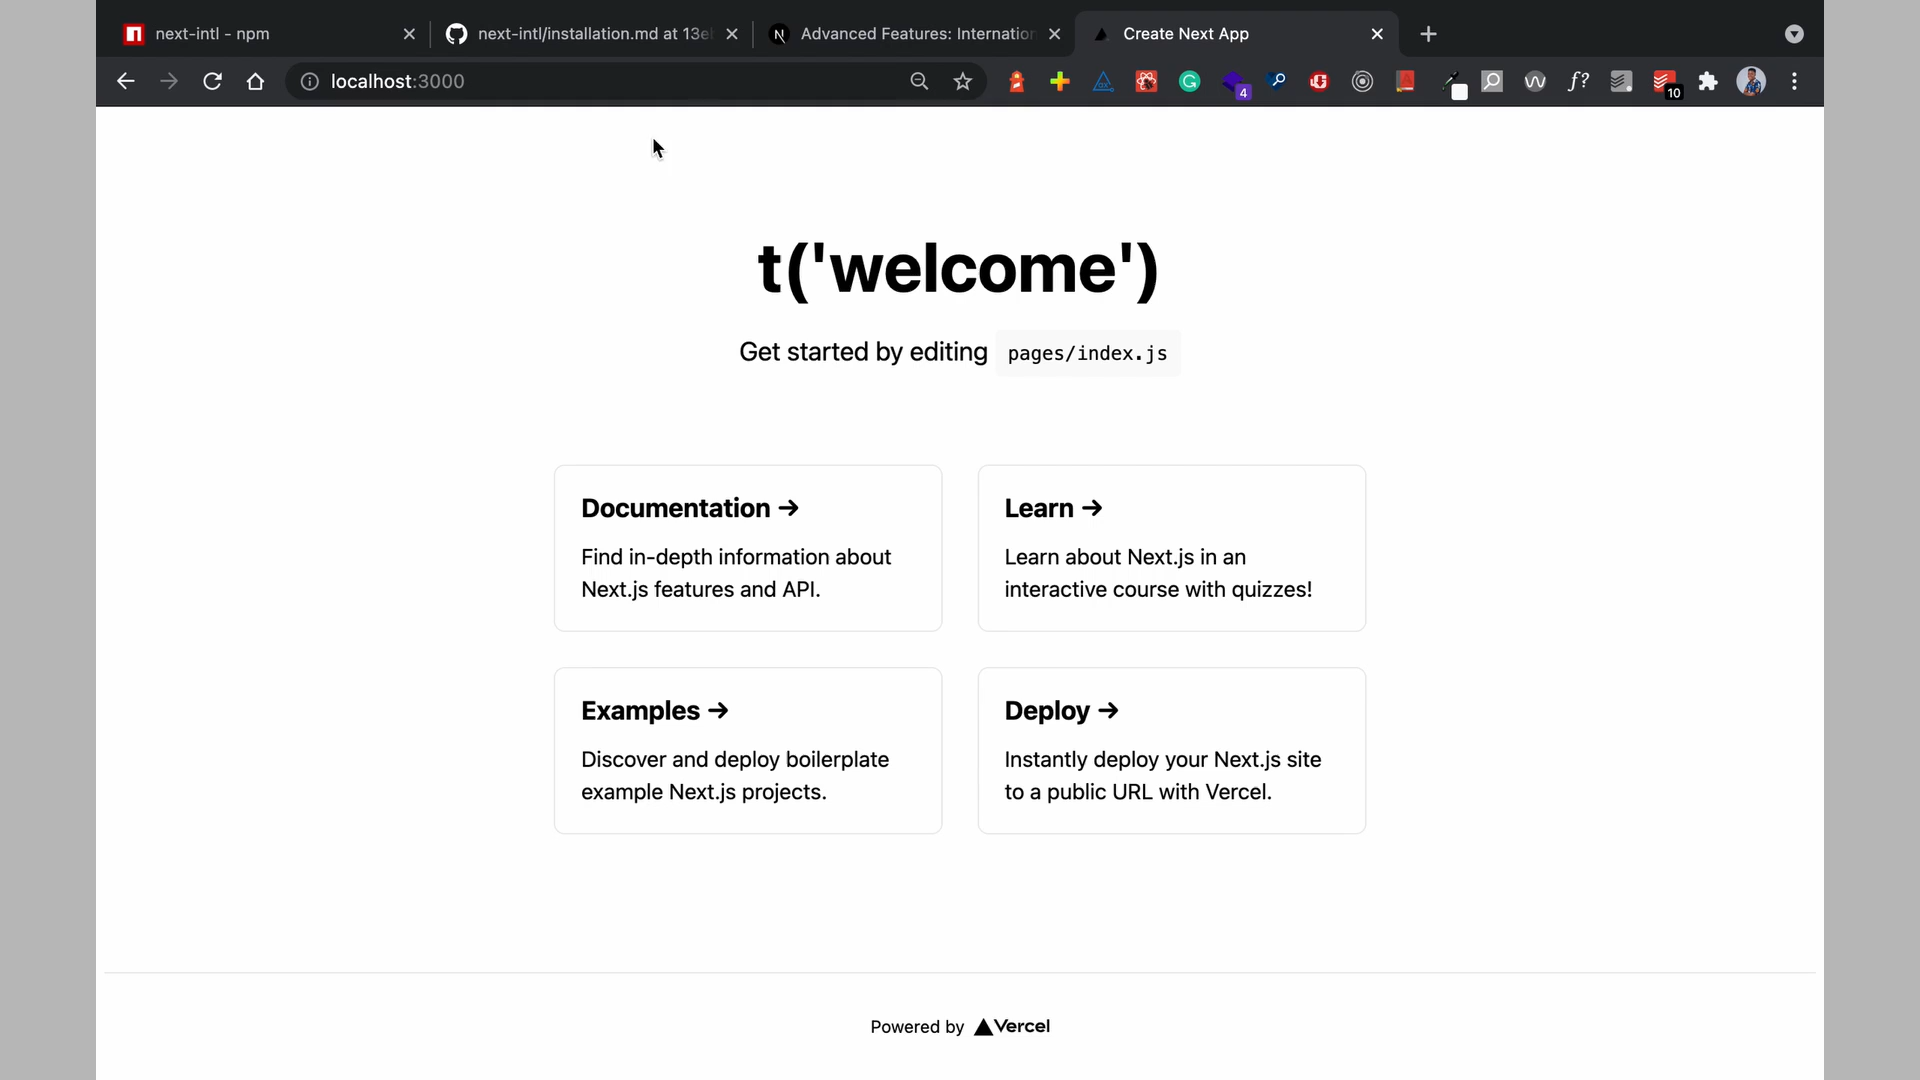 next-intl - npm
next-intl/installation.md at 13e
Advanced Features: Internation
Create Next App
localhost:3000
4
f?
10
t('welcome')
Get started by editing pages/index.js
Documentation →
Find in-depth information about
Next.js features and API.
Learn →
Learn about Next.js in an
interactive course with quizzes!
Examples →
Discover and deploy boilerplate
example Next.js projects.
Deploy →
Instantly deploy your Next.js site
to a public URL with Vercel.
Powered by Vercel